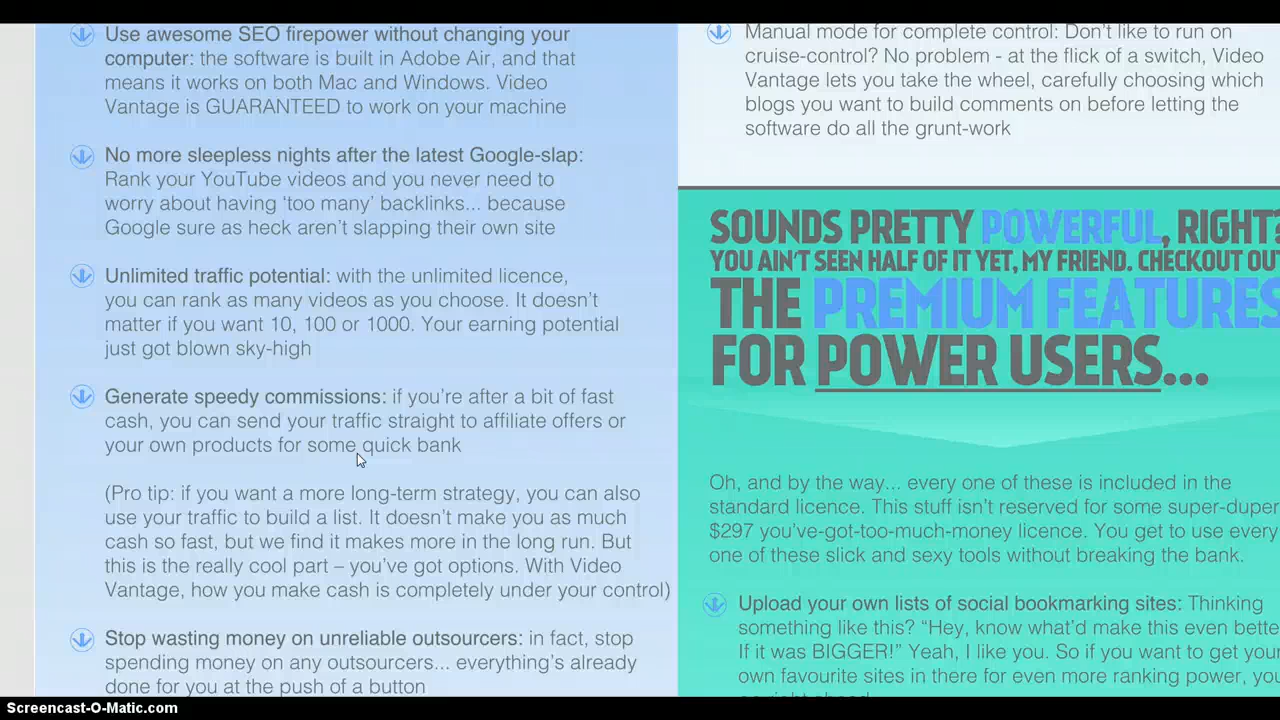 Use awesome SEO firepower without changing your
computer: the software is built in Adobe Air, and that
means it works on both Mac and Windows. Video
Vantage is GUARANTEED to work on your machine
No more sleepless nights after the latest Google-slap:
Rank your YouTube videos and you never need to
worry about having ‘too many’ backlinks... because
Google sure as heck aren’t slapping their own site
Unlimited traffic potential: with the unlimited licence,
you can rank as many videos as you choose. It doesn’t
matter if you want 10, 100 or 1000. Your earning potential
just got blown sky-high
Generate speedy commissions: if you’re after a bit of fast
cash, you can send your traffic straight to affiliate offers or
your own products for some quick bank
(Pro tip: if you want a more long-term strategy, you can also
use your traffic to build a list. It doesn’t make you as much
cash so fast, but we find it makes more in the long run. But
this is the really cool part – you’ve got options. With Video
Vantage, how you make cash is completely under your control)
Stop wasting money on unreliable outsourcers: in fact, stop
spending money on any outsourcers... everything’s already
done for you at the push of a button
Manual mode for complete control: Don’t like to run on
cruise-control? No problem - at the flick of a switch, Video
Vantage lets you take the wheel, carefully choosing which
blogs you want to build comments on before letting the
software do all the grunt-work
SOUNDS PRETTY POWERFUL, RIGHT?
YOU AIN’T SEEN HALF OF IT YET, MY FRIEND. CHECKOUT OUT
THE PREMIUM FEATURES
FOR POWER USERS...
Oh, and by the way... every one of these is included in the
standard licence. This stuff isn’t reserved for some super-duper
$297 you’ve-got-too-much-money licence. You get to use every
one of these slick and sexy tools without breaking the bank.
Upload your own lists of social bookmarking sites: Thinking
something like this? “Hey, know what’d make this even bette
If it was BIGGER!” Yeah, I like you. So if you want to get your
own favourite sites in there for even more ranking power, you
Screencast-O-Matic.com